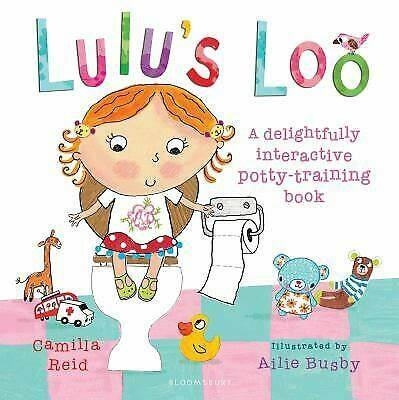 LULU'S LOO
A delightfully
interactive
potty-training
book
Camilla
Reid
Illustrated by
Ailie Busby
BLOOMSBURY